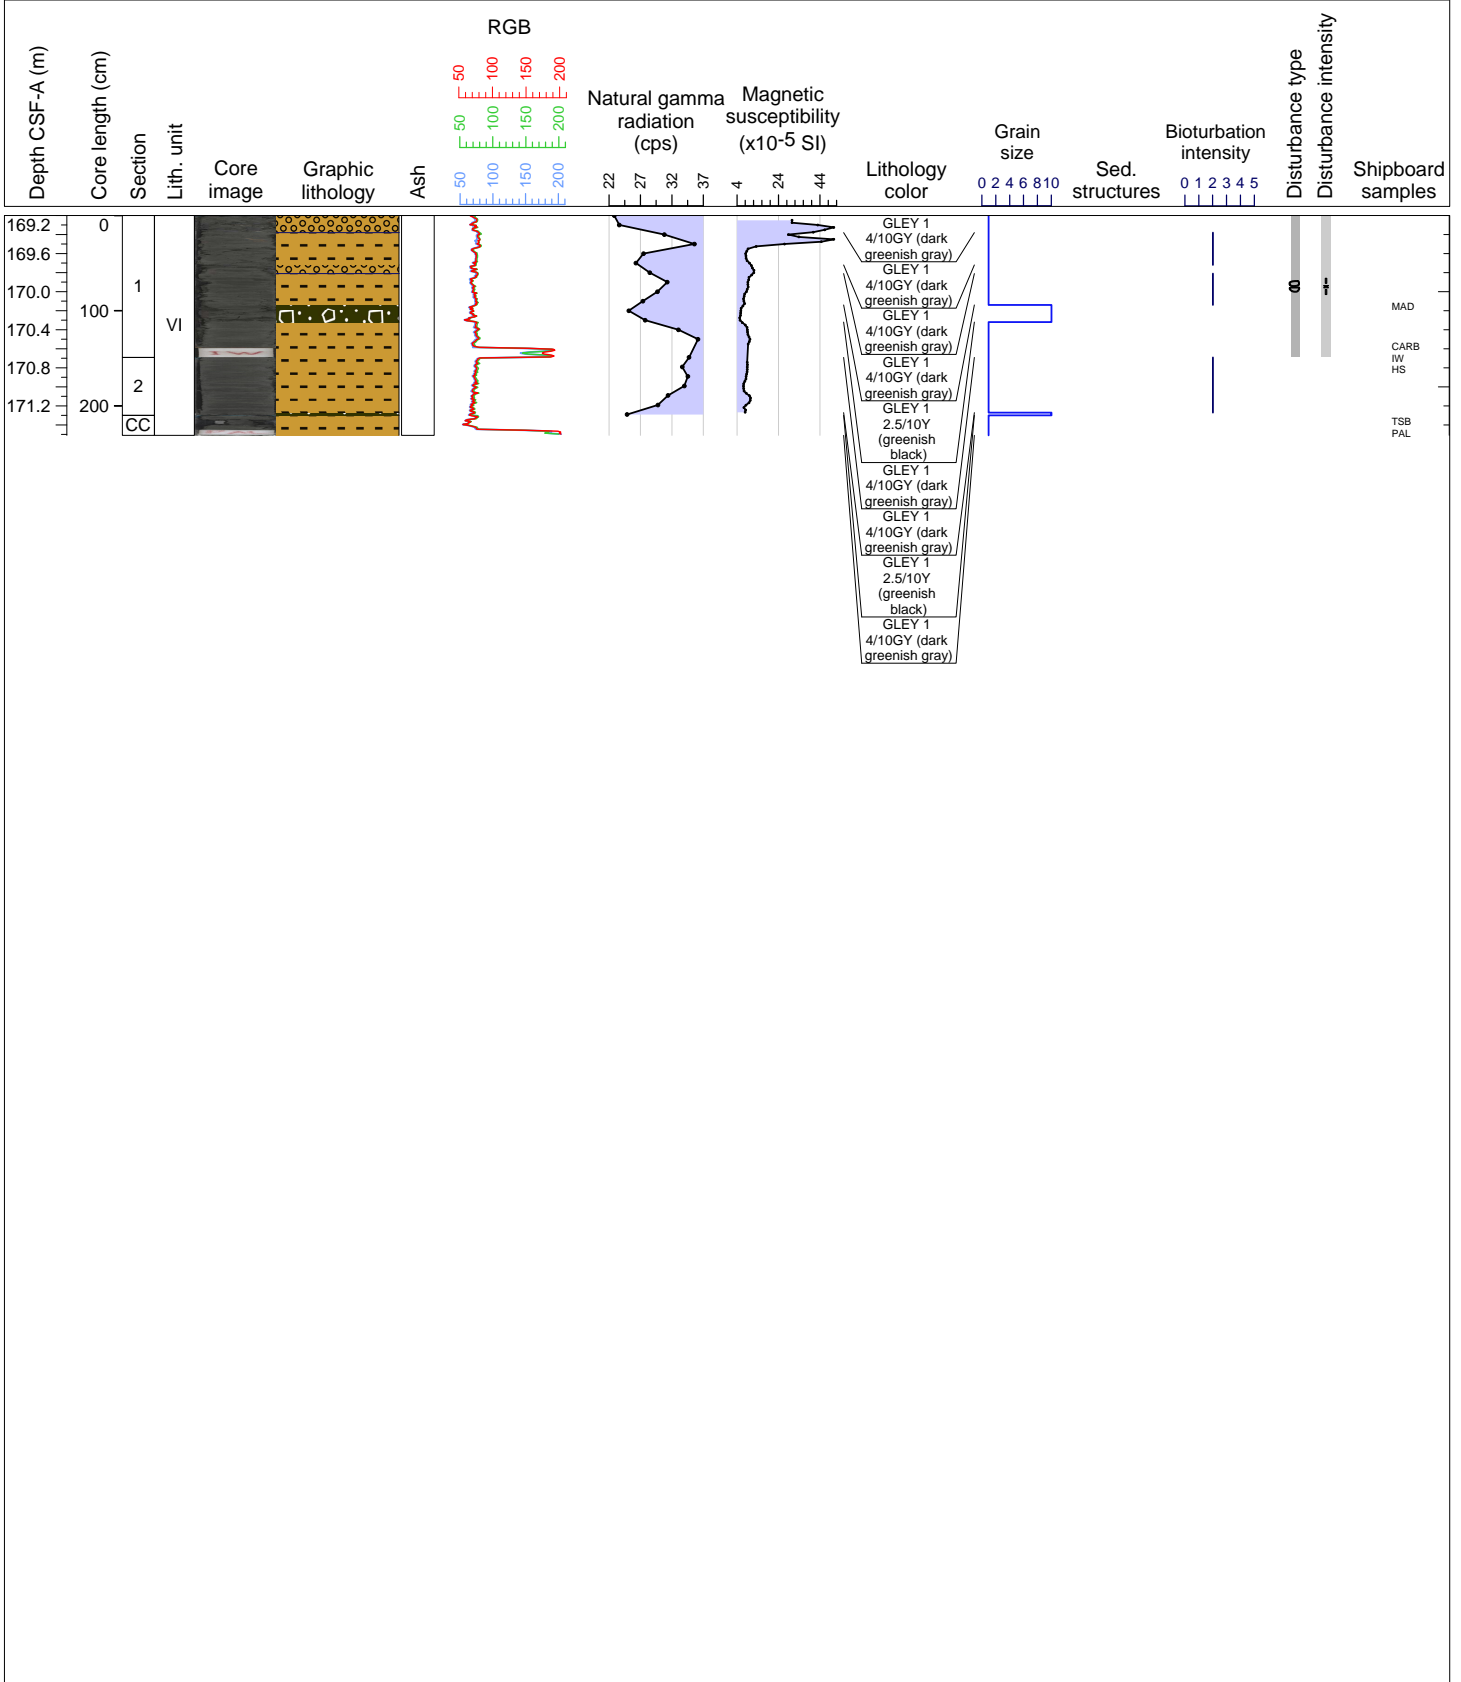 Depth CSF-A (m)
Core length (cm)
Section
Lith. unit
Core
image
Graphic
lithology
Ash
RGB
50 100 150 200
50 100 150 200
50 100 150 200
Natural gamma
radiation
(cps)
22 27 32 37
Magnetic
susceptibility
(x10-5 SI)
4 24 44
Lithology
color
Grain
size
0 2 4 6 8 10
Sed.
structures
Bioturbation
intensity
0 1 2 3 4 5
Disturbance type
Disturbance intensity
Shipboard
samples
169.2
169.6
170.0
170.4
170.8
171.2
0
100
200
1
2
CC
VI
IW
GLEY 1
4/10GY (dark
greenish gray)
GLEY 1
4/10GY (dark
greenish gray)
GLEY 1
4/10GY (dark
greenish gray)
GLEY 1
4/10GY (dark
greenish gray)
GLEY 1
2.5/10Y
(greenish
black)
GLEY 1
4/10GY (dark
greenish gray)
GLEY 1
4/10GY (dark
greenish gray)
GLEY 1
2.5/10Y
(greenish
black)
GLEY 1
4/10GY (dark
greenish gray)
MAD
CARB
IW
HS
TSB
PAL